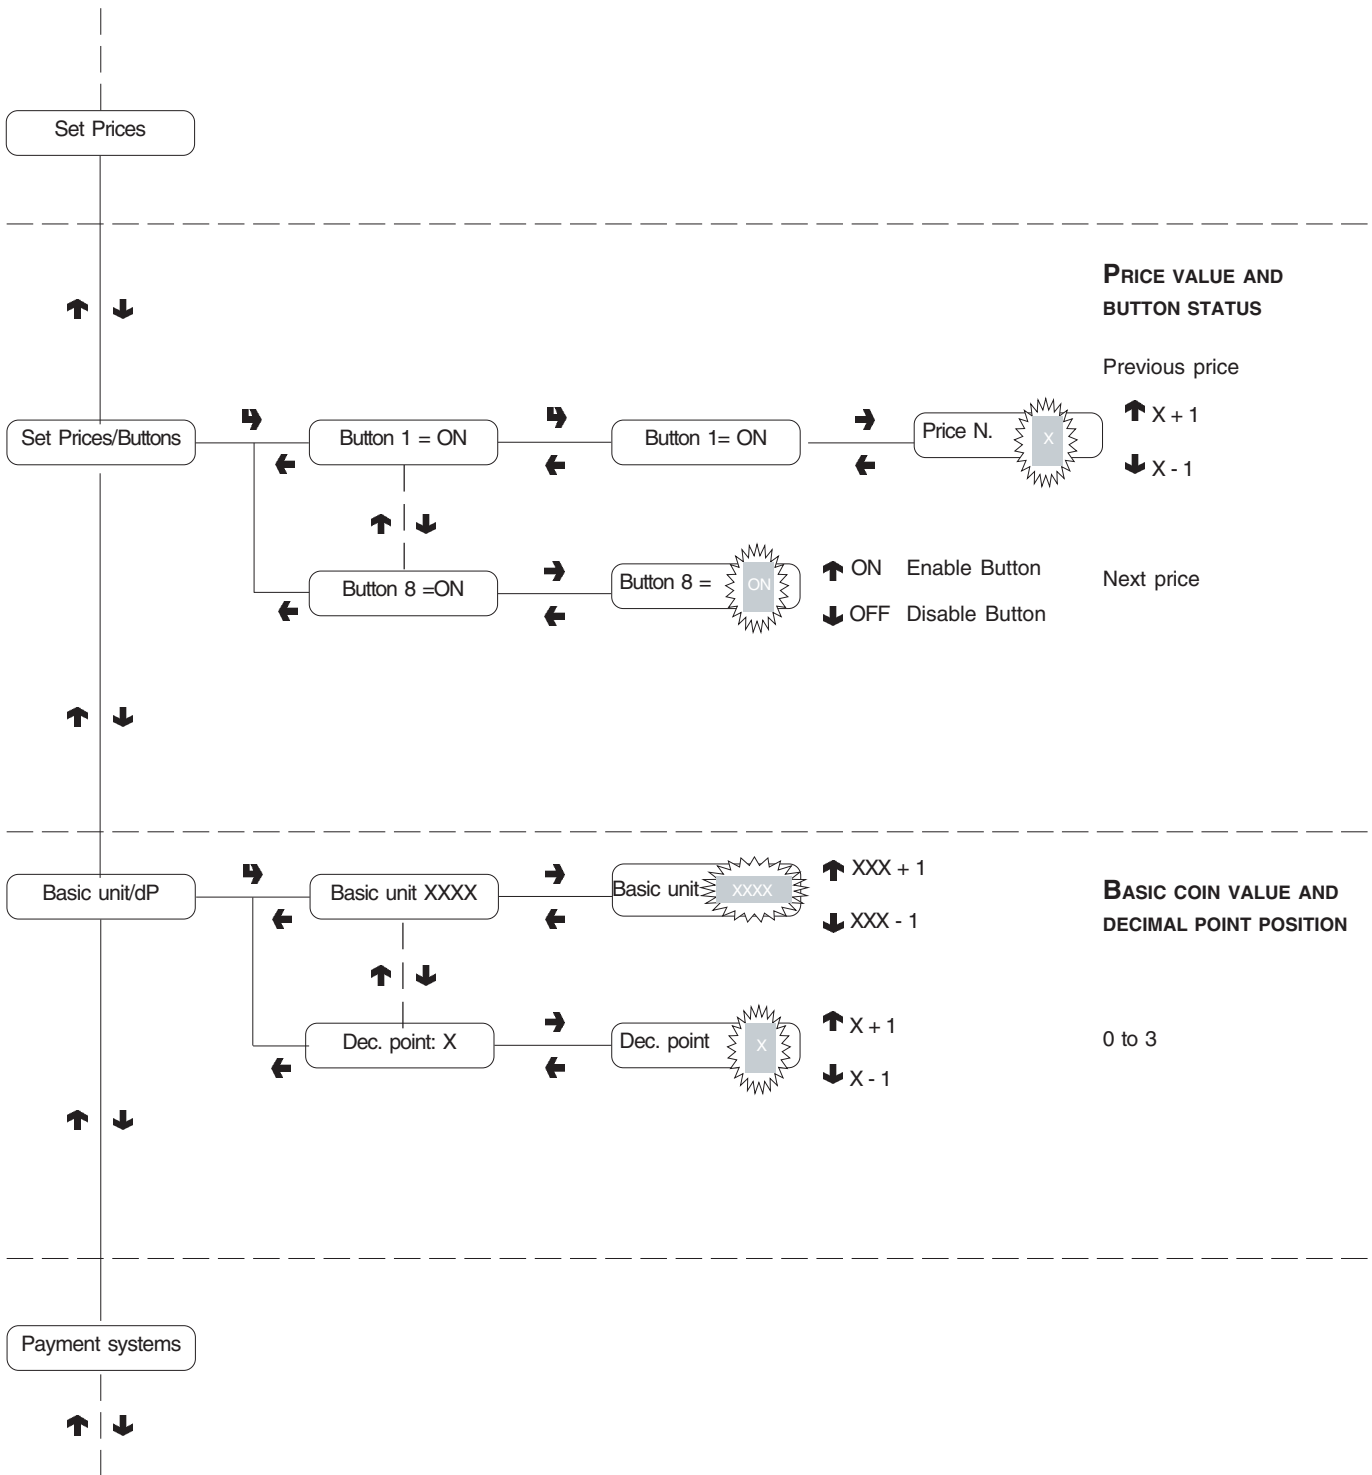 Set Prices
PRICE VALUE AND
BUTTON STATUS
Previous price
Set Prices/Buttons
Button 1 = ON
Button 1= ON
Price N.
X
X + 1
X - 1
Button 8 =ON
Button 8 =
ON
ON Enable Button
OFF Disable Button
Next price
Basic unit/dP
Basic unit XXXX
Basic unit
XXXX
XXX + 1
XXX - 1
BASIC COIN VALUE AND
DECIMAL POINT POSITION
Dec. point: X
Dec. point
X
X + 1
X - 1
0 to 3
Payment systems